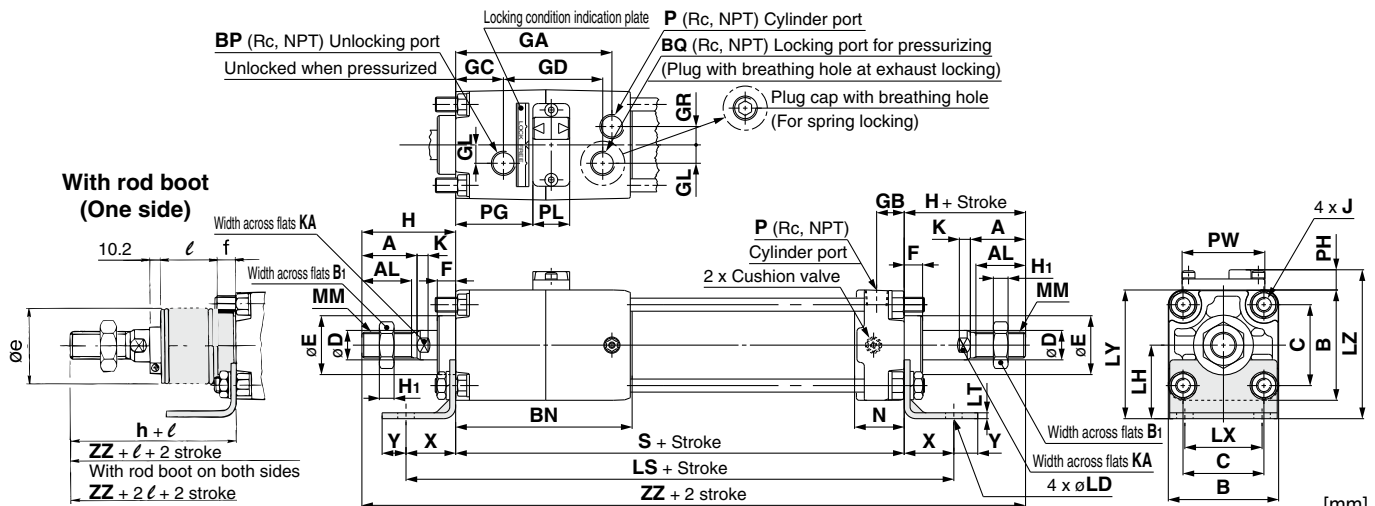 Locking condition indication plate
P (Rc, NPT) Cylinder port
BP (Rc, NPT) Unlocking port
GA
BQ (Rc, NPT) Locking port for pressurizing
Unlocked when pressurized
GC
GD
(Plug with breathing hole at exhaust locking)
GR
Plug cap with breathing hole
(For spring locking)
GL
GL
LOCK FREE
With rod boot
(One side)
PG
PL
GB
H + Stroke
4 x J
Width across flats KA
H
P (Rc, NPT)
K
A
PW
PH
10.2
ℓ
f
A
K
Cylinder port
F
AL
Width across flats B1
AL
F
2 x Cushion valve
H1
MM
MM
øe
øE
øD
øD
øE
LY
LH
C
B
LZ
H1
LT
BN
N
h + ℓ
Y
X
S + Stroke
X
Y
Width across flats B1
LX
ZZ + ℓ + 2 stroke
LS + Stroke
Width across flats KA
C
With rod boot on both sides
ZZ + 2 ℓ + 2 stroke
ZZ + 2 stroke
4 x øLD
B
[mm]